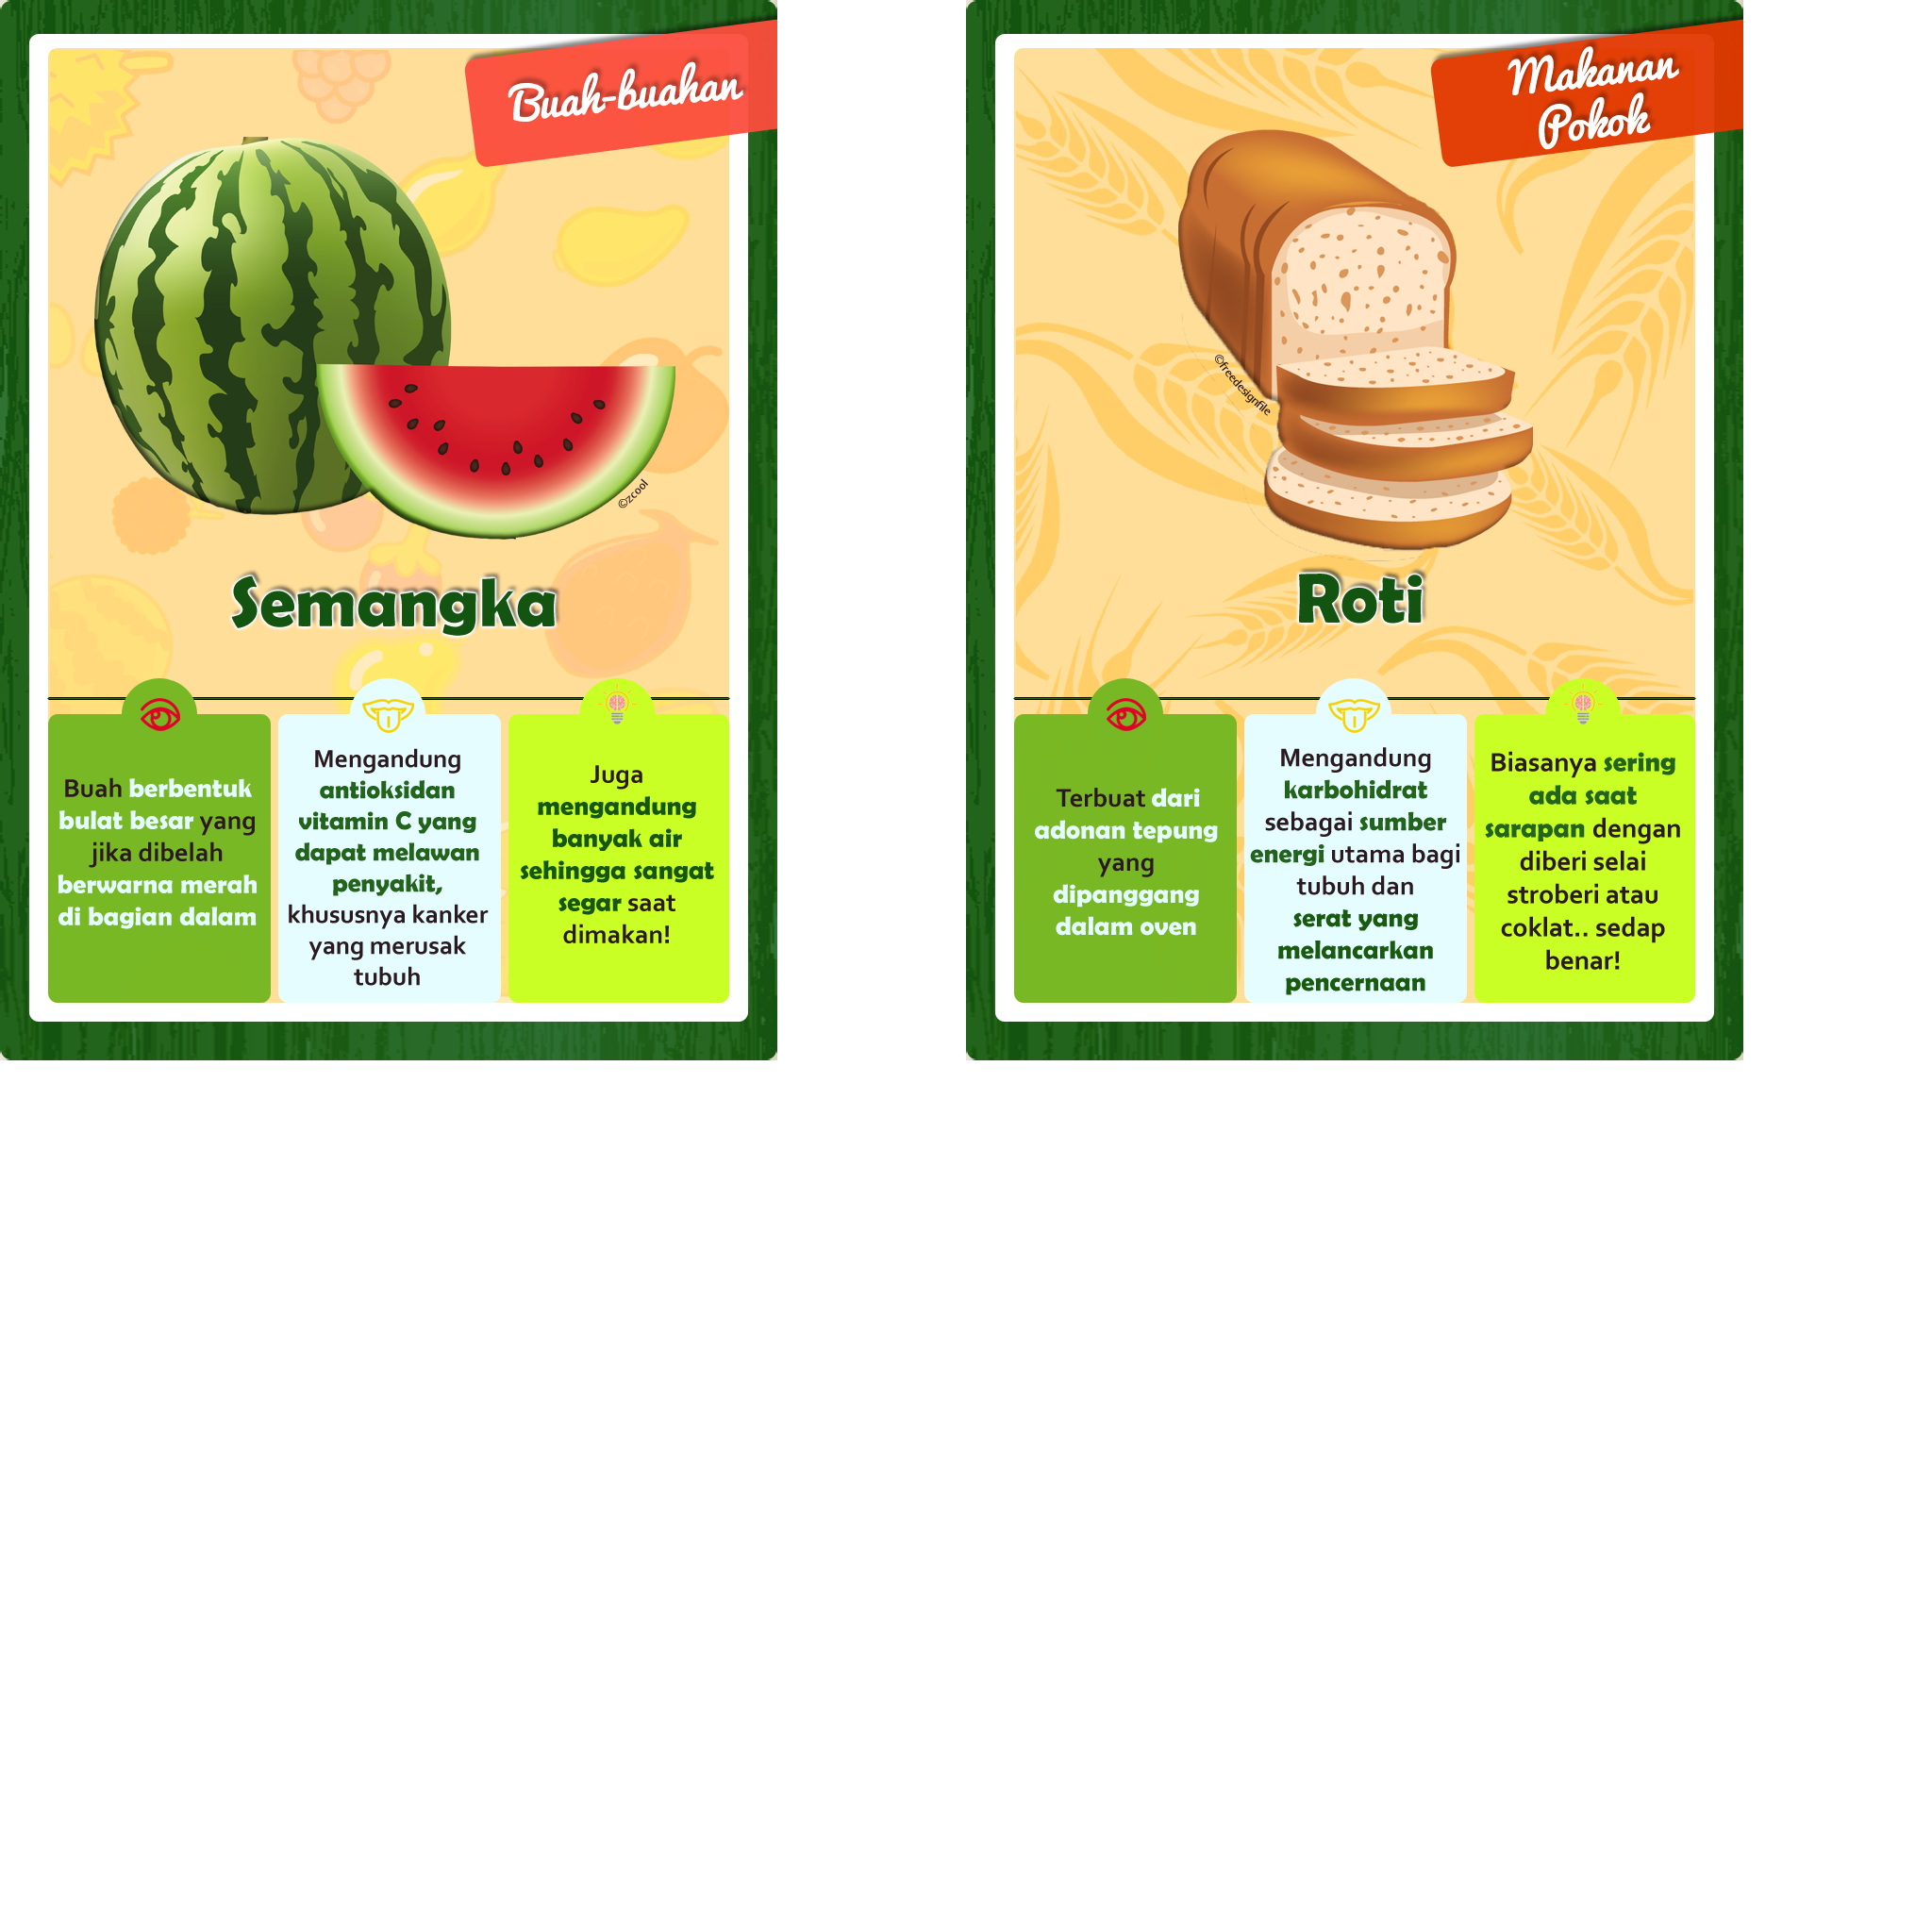 Buah-buahan
©zcool
Semangka
Buah berbentuk
bulat besar yang
jika dibelah
berwarna merah
di bagian dalam
Mengandung
antioksidan
vitamin C yang
dapat melawan
penyakit,
khususnya kanker
yang merusak
tubuh
Juga
mengandung
banyak air
sehingga sangat
segar saat
dimakan!
Makanan
Pokok
©freedesignfile
Roti
Terbuat dari
adonan tepung
yang
dipanggang
dalam oven
Mengandung
karbohidrat
sebagai sumber
energi utama bagi
tubuh dan
serat yang
melancarkan
pencernaan
Biasanya sering
ada saat
sarapan dengan
diberi selai
stroberi atau
coklat.. sedap
benar!